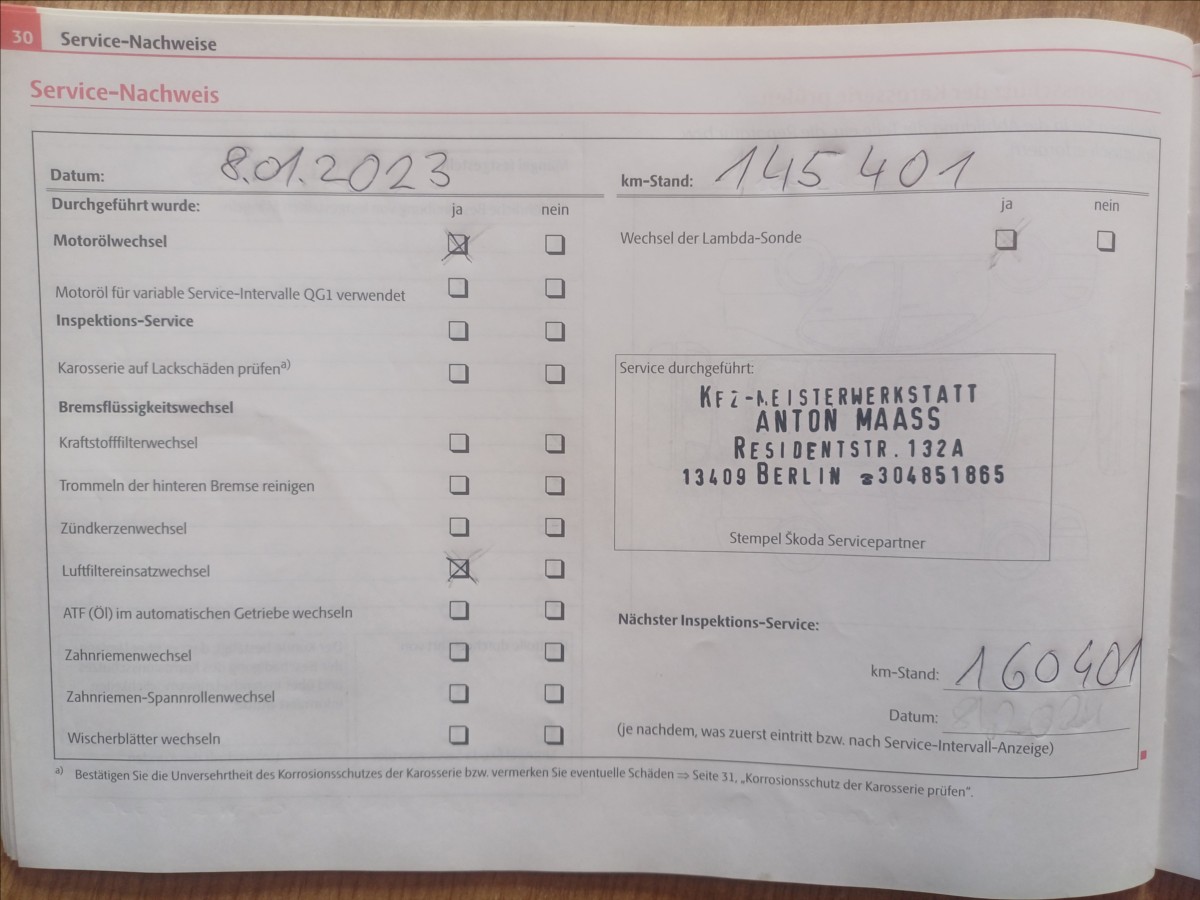 30 Service-Nachweise
Service-Nachweis
Datum: 8.01.2023
km-Stand: 145 401
Durchgeführt wurde: ja nein
ja nein
Motorölwechsel
Wechsel der Lambda-Sonde
Motoröl für variable Service-Intervalle QG1 verwendet
Inspektions-Service
Karosserie auf Lackschäden prüfen a)
Bremsflüssigkeitswechsel
Kraftstofffilterwechsel
Trommeln der hinteren Bremse reinigen
Zündkerzenwechsel
Luftfiltereinsatzwechsel
ATF (Öl) im automatischen Getriebe wechseln
Zahnriemenwechsel
Zahnriemen-Spannrollenwechsel
Wischerblätter wechseln
Service durchgeführt:
KFZ-MEISTERWERKSTATT
ANTON MAASS
RESIDENTSTR. 132A
13409 BERLIN ☎304851865
Stempel Škoda Servicepartner
Nächster Inspektions-Service:
km-Stand: 160401
Datum:
(je nachdem, was zuerst eintritt bzw. nach Service-Intervall-Anzeige)
a) Bestätigen Sie die Unversehrtheit des Korrosionsschutzes der Karosserie bzw. vermerken Sie eventuelle Schäden ⇒ Seite 31, „Korrosionsschutz der Karosserie prüfen“.